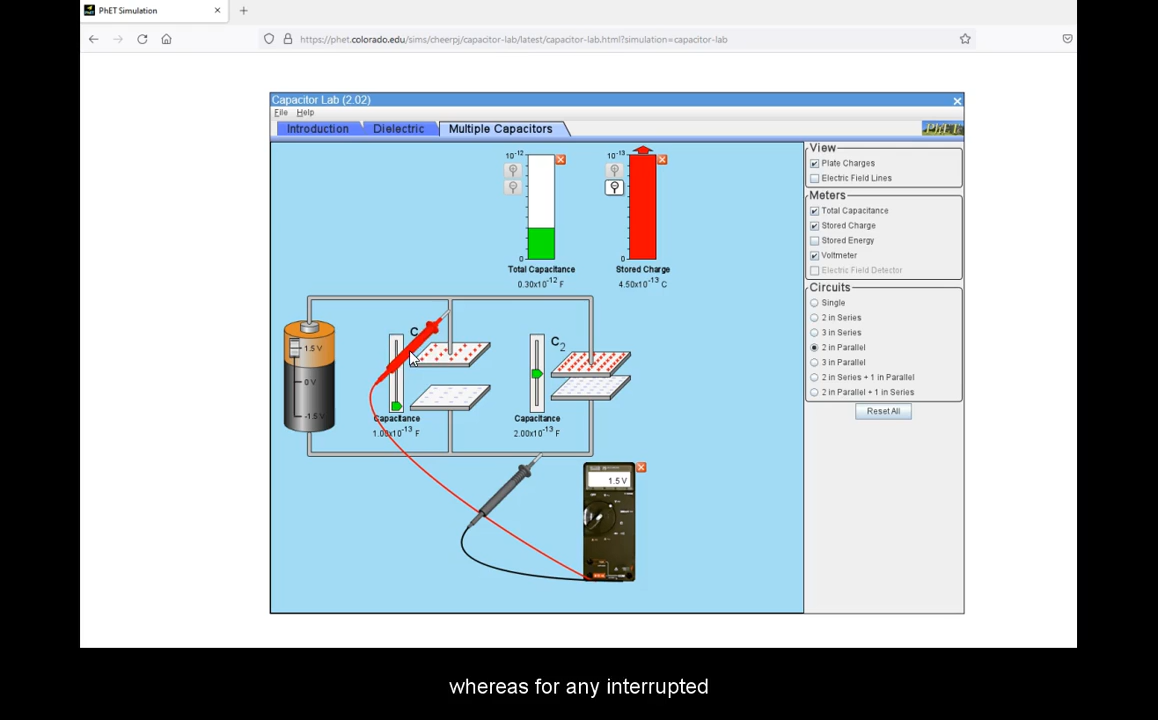 PhET Simulation
https://phet.colorado.edu/sims/cheerpj/capacitor-lab/latest/capacitor-lab.html?simulation=capacitor-lab
Capacitor Lab (2.02)
File Help
Introduction Dielectric Multiple Capacitors
PhET
10-12
0
Total Capacitance
0.30x10-12 F
10-13
0
Stored Charge
4.50x10-13 C
1.5 V
0 V
-1.5 V
C
Capacitance
1.00x10-13 F
C2
Capacitance
2.00x10-13 F
1.5 V
View
Plate Charges
Electric Field Lines
Meters
Total Capacitance
Stored Charge
Stored Energy
Voltmeter
Electric Field Detector
Circuits
Single
2 in Series
3 in Series
2 in Parallel
3 in Parallel
2 in Series + 1 in Parallel
2 in Parallel + 1 in Series
Reset All
whereas for any interrupted